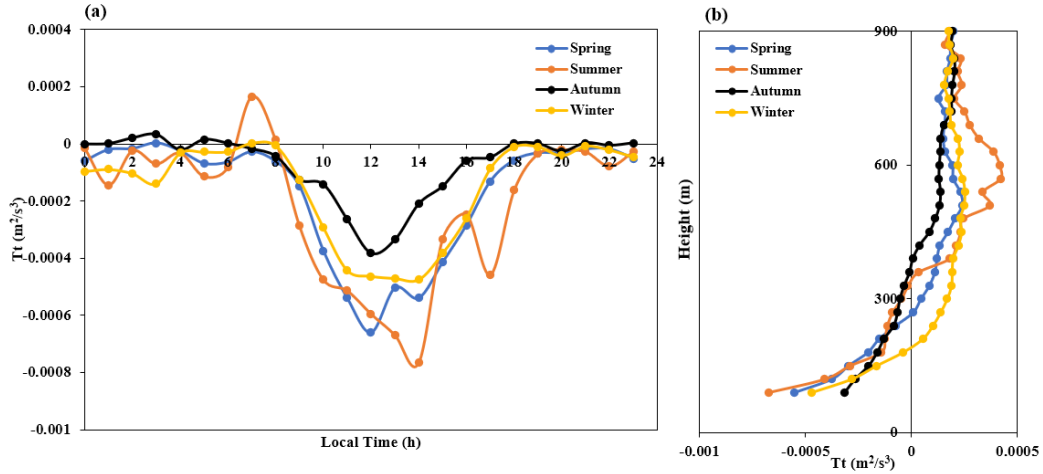 (a)
0.0004
0.0002
0
-0.0002
-0.0004
-0.0006
-0.0008
-0.001
Tt (m²/s³)
0 2 4 6 8 10 12 14 16 18 20 22 24
Local Time (h)
Spring
Summer
Autumn
Winter
(b)
900
600
300
0
Height (m)
Spring
Summer
Autumn
Winter
-0.001 -0.0005 0 0.0005
Tt (m²/s³)